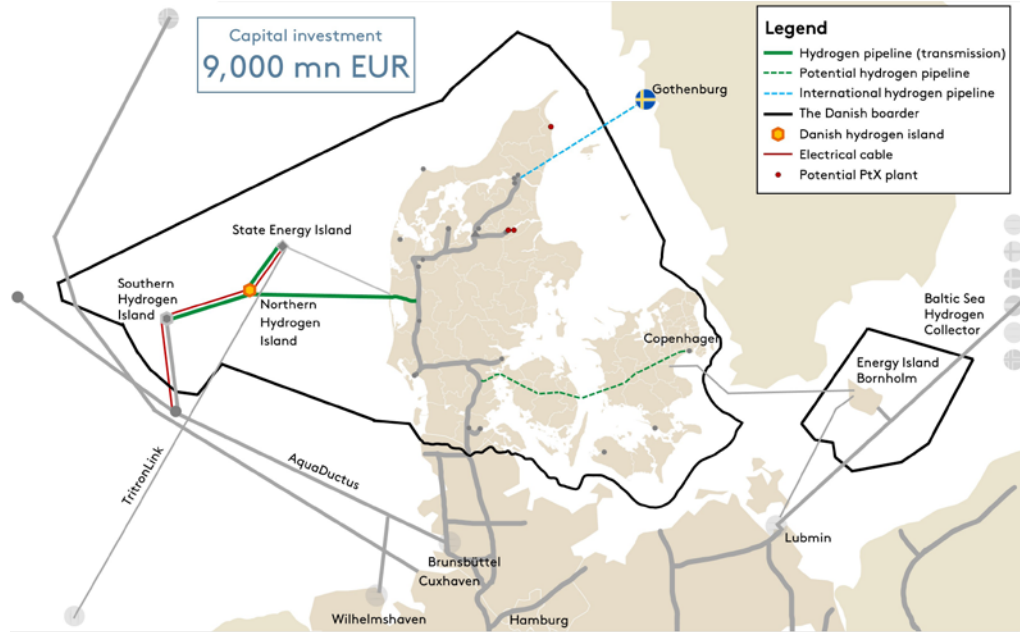 Capital investment
9,000 mn EUR
Legend
Hydrogen pipeline (transmission)
Potential hydrogen pipeline
International hydrogen pipeline
The Danish boarder
Danish hydrogen island
Electrical cable
Potential PtX plant
Gothenburg
State Energy Island
Southern
Hydrogen
Island
Northern
Hydrogen
Island
Copenhagen
Baltic Sea
Hydrogen
Collector
Energy Island
Bornholm
TritronLink
AquaDuctus
Lubmin
Brunsbüttel
Cuxhaven
Wilhelmshaven
Hamburg